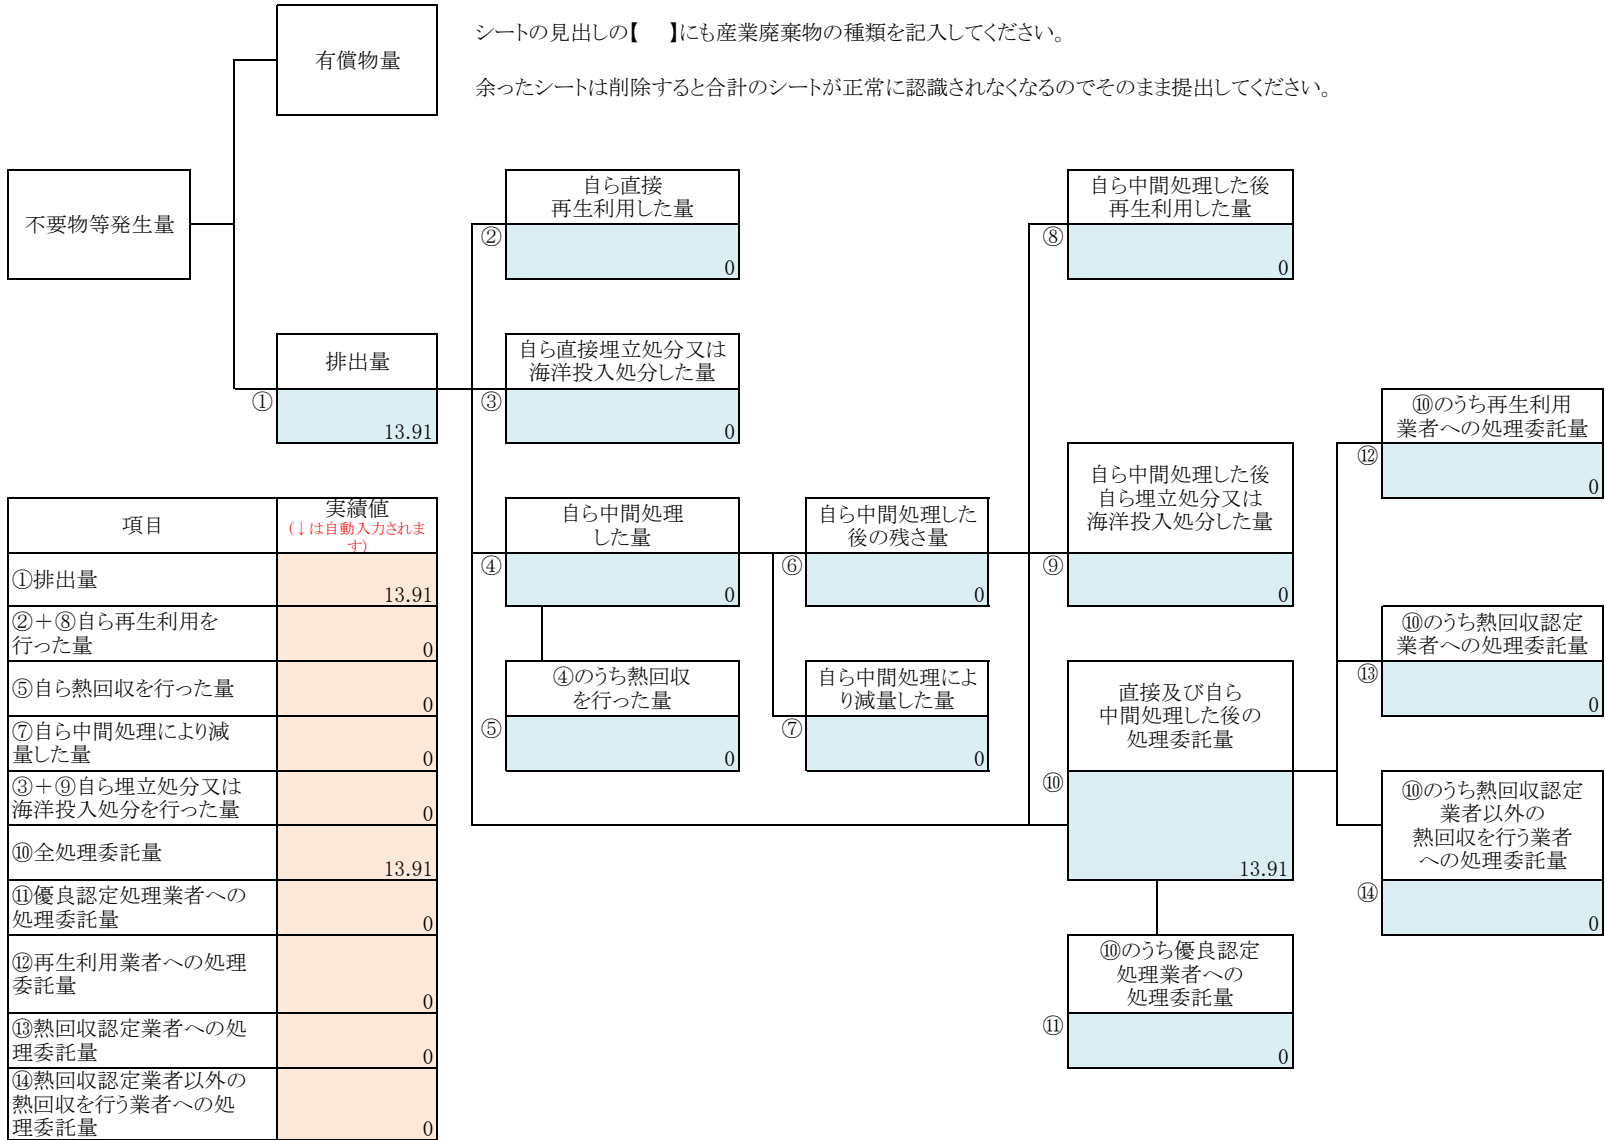 シートの見出しの【　】にも産業廃棄物の種類を記入してください。
余ったシートは削除すると合計のシートが正常に認識されなくなるのでそのまま提出してください。
有償物量
不要物等発生量
自ら直接
再生利用した量
②
0
自ら中間処理した後
再生利用した量
⑧
0
排出量
①
13.91
自ら直接埋立処分又は
海洋投入処分した量
③
0
⑩のうち再生利用
業者への処理委託量
⑫
0
自ら中間処理
した量
④
0
自ら中間処理した
後の残さ量
⑥
0
自ら中間処理した後
自ら埋立処分又は
海洋投入処分した量
⑨
0
⑩のうち熱回収認定
業者への処理委託量
⑬
0
④のうち熱回収
を行った量
⑤
0
自ら中間処理によ
り減量した量
⑦
0
直接及び自ら
中間処理した後の
処理委託量
⑩
13.91
⑩のうち熱回収認定
業者以外の
熱回収を行う業者
への処理委託量
⑭
0
⑩のうち優良認定
処理業者への
処理委託量
⑪
0
項目
実績値
(↓は自動入力されま
す)
①排出量
13.91
②＋⑧自ら再生利用を
行った量
0
⑤自ら熱回収を行った量
0
⑦自ら中間処理により減
量した量
0
③＋⑨自ら埋立処分又は
海洋投入処分を行った量
0
⑩全処理委託量
13.91
⑪優良認定処理業者への
処理委託量
0
⑫再生利用業者への処理
委託量
0
⑬熱回収認定業者への処
理委託量
0
⑭熱回収認定業者以外の
熱回収を行う業者への処
理委託量
0